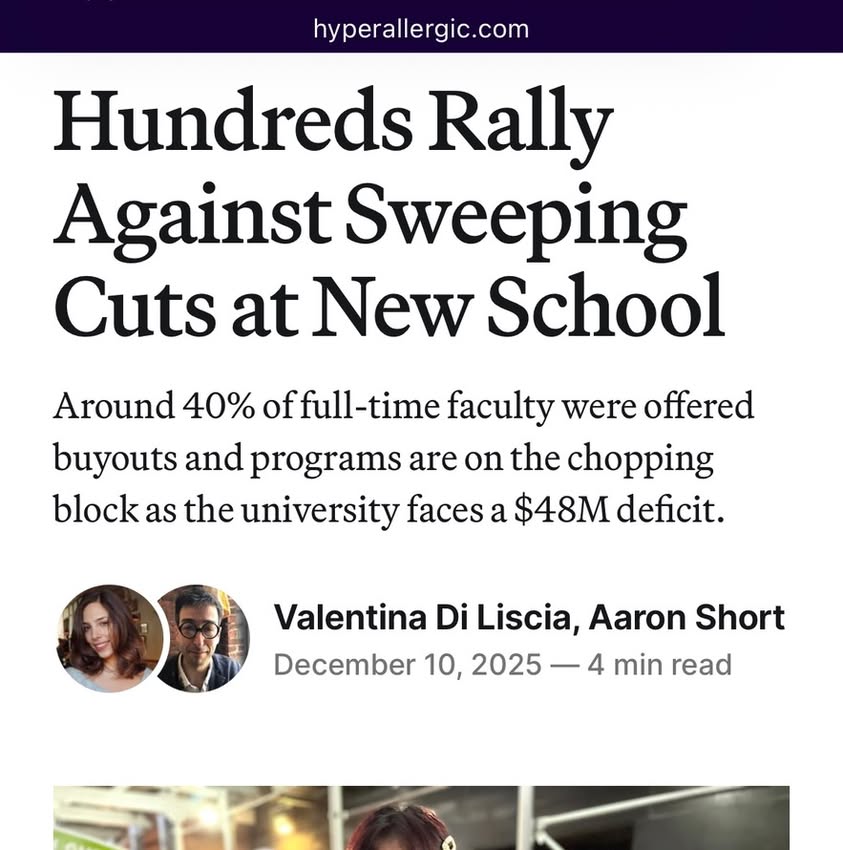 hyperallergic.com
Hundreds Rally
Against Sweeping
Cuts at New School
Around 40% of full-time faculty were offered
buyouts and programs are on the chopping
block as the university faces a $48M deficit.
Valentina Di Liscia, Aaron Short
December 10, 2025 — 4 min read